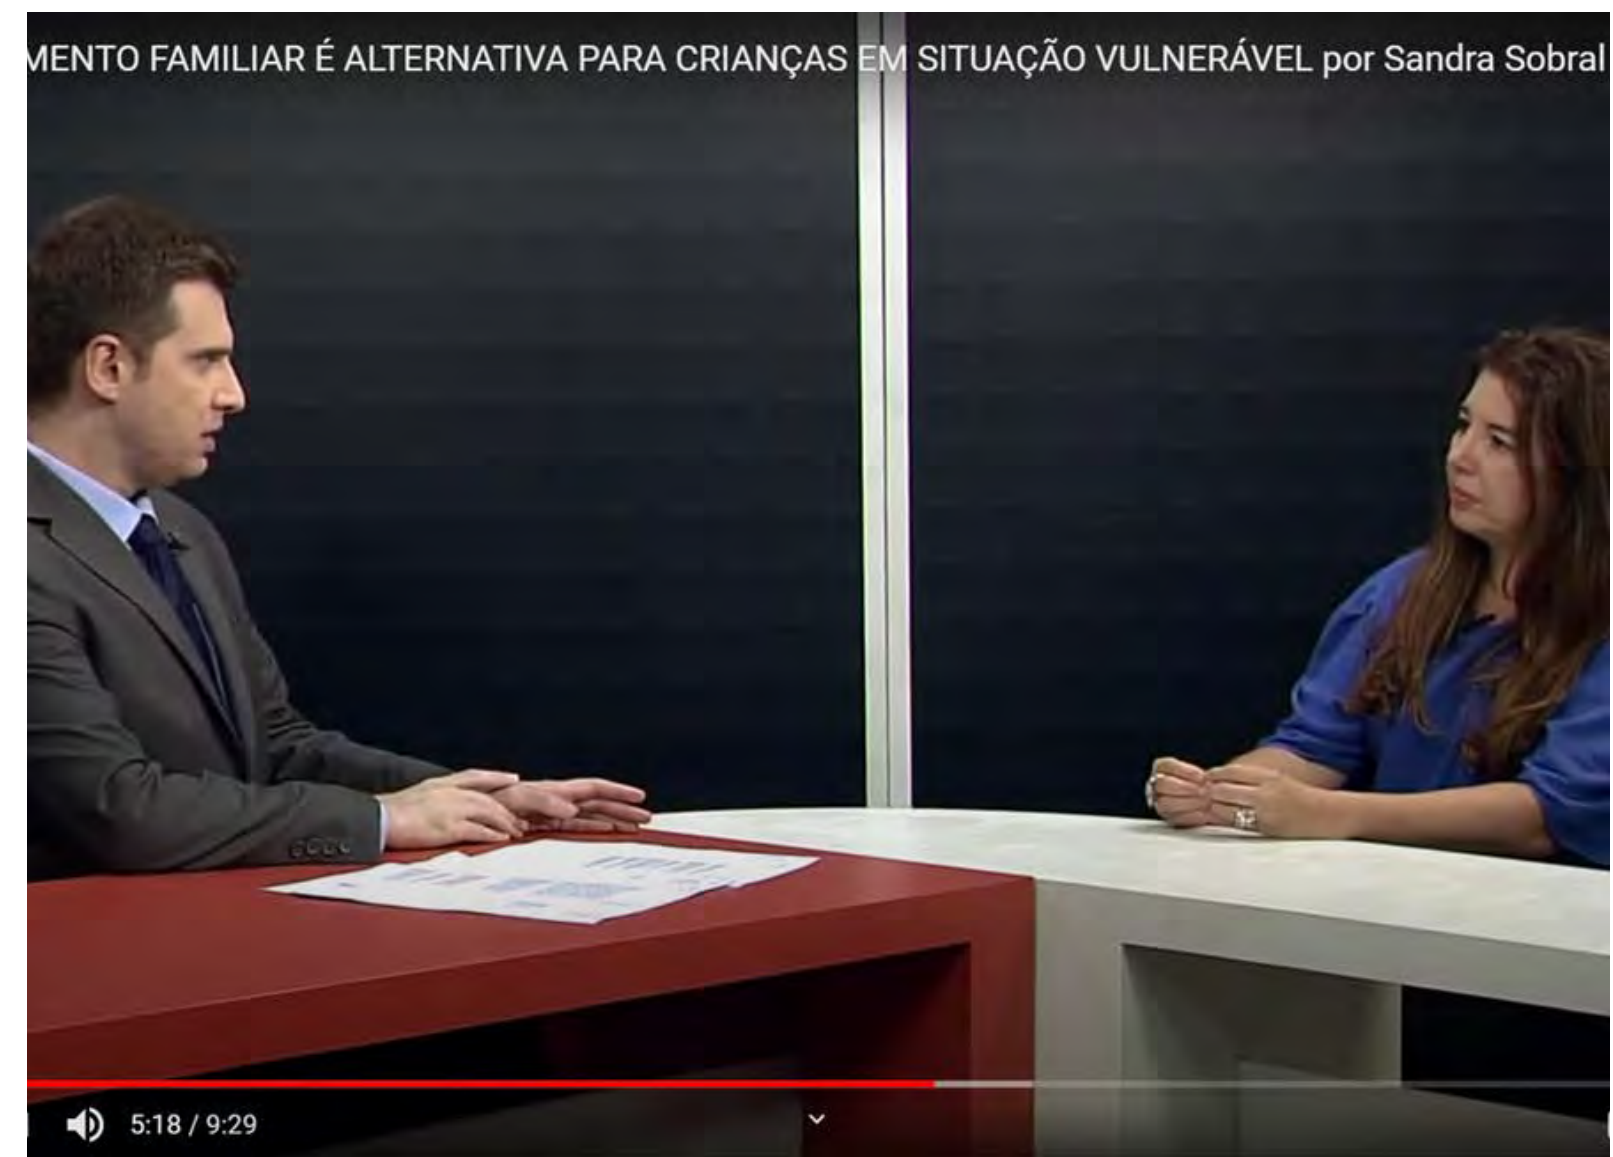 MENTO FAMILIAR É ALTERNATIVA PARA CRIANÇAS EM SITUAÇÃO VULNERÁVEL por Sandra Sobral
5:18 / 9:29